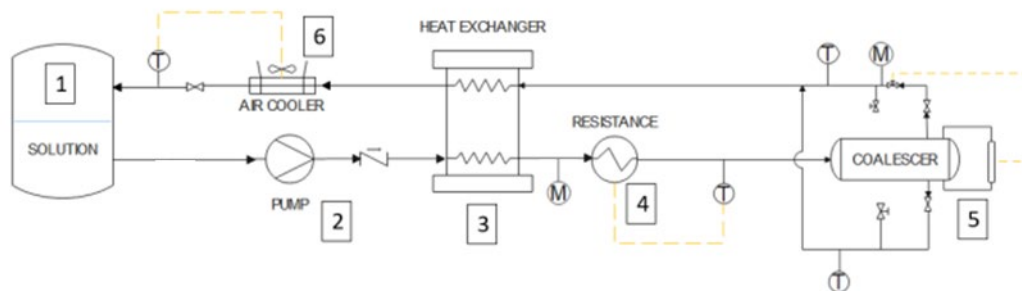 HEAT EXCHANGER
6
1
T
T
M
AIR COOLER
RESISTANCE
SOLUTION
COALESCER
M
T
PUMP
2
3
4
5
T